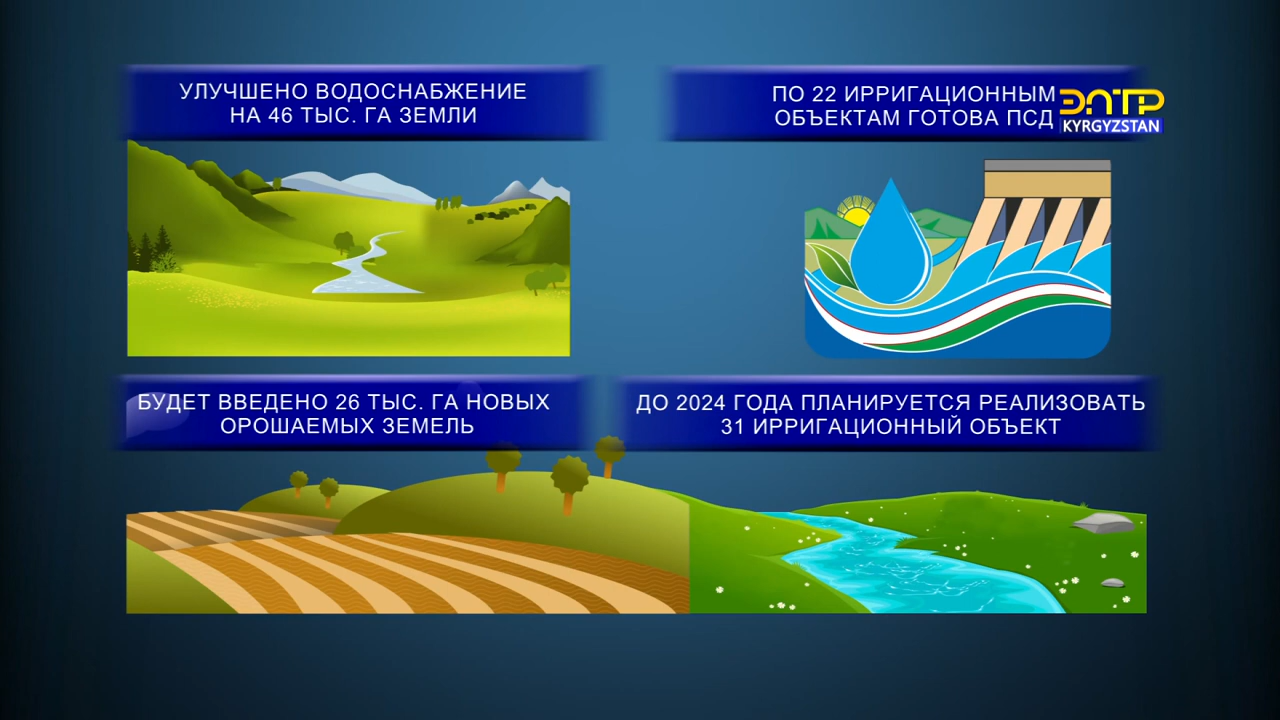 УЛУЧШЕНО ВОДОСНАБЖЕНИЕ
НА 46 ТЫС. ГА ЗЕМЛИ
ПО 22 ИРРИГАЦИОННЫМ
ОБЪЕКТАМ ГОТОВА ПСД
ЭЛТР
KYRGYZSTAN
БУДЕТ ВВЕДЕНО 26 ТЫС. ГА НОВЫХ
ОРОШАЕМЫХ ЗЕМЕЛЬ
ДО 2024 ГОДА ПЛАНИРУЕТСЯ РЕАЛИЗОВАТЬ
31 ИРРИГАЦИОННЫЙ ОБЪЕКТ